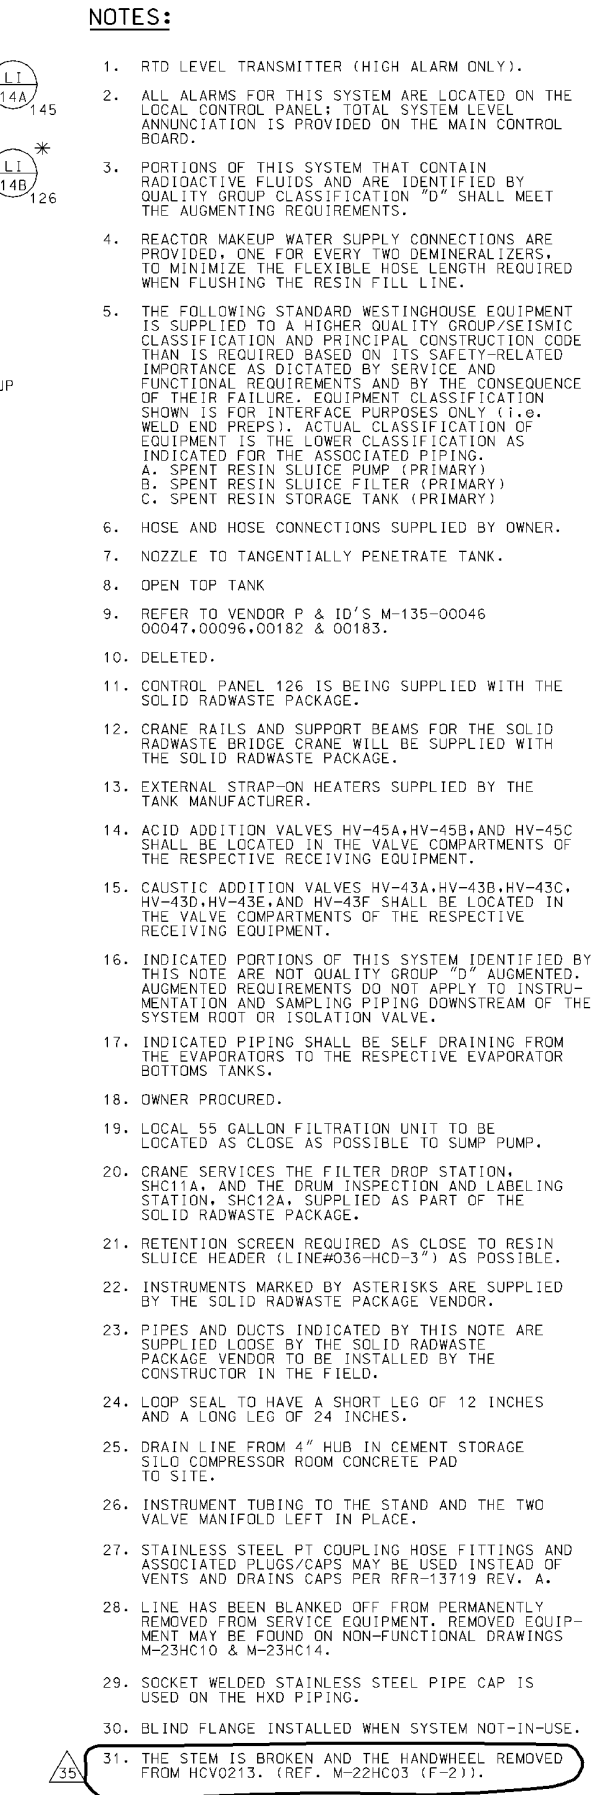 NOTES:
LI
14A
145
1. RTD LEVEL TRANSMITTER (HIGH ALARM ONLY).
2. ALL ALARMS FOR THIS SYSTEM ARE LOCATED ON THE
LOCAL CONTROL PANEL; TOTAL SYSTEM LEVEL
ANNUNCIATION IS PROVIDED ON THE MAIN CONTROL
BOARD.
*
LI
14B
126
3. PORTIONS OF THIS SYSTEM THAT CONTAIN
RADIOACTIVE FLUIDS AND ARE IDENTIFIED BY
QUALITY GROUP CLASSIFICATION "D" SHALL MEET
THE AUGMENTING REQUIREMENTS.
4. REACTOR MAKEUP WATER SUPPLY CONNECTIONS ARE
PROVIDED, ONE FOR EVERY TWO DEMINERALIZERS,
TO MINIMIZE THE FLEXIBLE HOSE LENGTH REQUIRED
WHEN FLUSHING THE RESIN FILL LINE.
5. THE FOLLOWING STANDARD WESTINGHOUSE EQUIPMENT
IS SUPPLIED TO A HIGHER QUALITY GROUP/SEISMIC
CLASSIFICATION AND PRINCIPAL CONSTRUCTION CODE
THAN IS REQUIRED BASED ON ITS SAFETY-RELATED
IMPORTANCE AS DICTATED BY SERVICE AND
FUNCTIONAL REQUIREMENTS AND BY THE CONSEQUENCE
OF THEIR FAILURE. EQUIPMENT CLASSIFICATION
SHOWN IS FOR INTERFACE PURPOSES ONLY (i.e.
WELD END PREPS). ACTUAL CLASSIFICATION OF
EQUIPMENT IS THE LOWER CLASSIFICATION AS
INDICATED FOR THE ASSOCIATED PIPING.
A. SPENT RESIN SLUICE PUMP (PRIMARY)
B. SPENT RESIN SLUICE FILTER (PRIMARY)
C. SPENT RESIN STORAGE TANK (PRIMARY)
UP
6. HOSE AND HOSE CONNECTIONS SUPPLIED BY OWNER.
7. NOZZLE TO TANGENTIALLY PENETRATE TANK.
8. OPEN TOP TANK
9. REFER TO VENDOR P & ID'S M-135-00046
00047,00096,00182 & 00183.
10. DELETED.
11. CONTROL PANEL 126 IS BEING SUPPLIED WITH THE
SOLID RADWASTE PACKAGE.
12. CRANE RAILS AND SUPPORT BEAMS FOR THE SOLID
RADWASTE BRIDGE CRANE WILL BE SUPPLIED WITH
THE SOLID RADWASTE PACKAGE.
13. EXTERNAL STRAP-ON HEATERS SUPPLIED BY THE
TANK MANUFACTURER.
14. ACID ADDITION VALVES HV-45A,HV-45B,AND HV-45C
SHALL BE LOCATED IN THE VALVE COMPARTMENTS OF
THE RESPECTIVE RECEIVING EQUIPMENT.
15. CAUSTIC ADDITION VALVES HV-43A,HV-43B,HV-43C,
HV-43D,HV-43E,AND HV-43F SHALL BE LOCATED IN
THE VALVE COMPARTMENTS OF THE RESPECTIVE
RECEIVING EQUIPMENT.
16. INDICATED PORTIONS OF THIS SYSTEM IDENTIFIED BY
THIS NOTE ARE NOT QUALITY GROUP "D" AUGMENTED.
AUGMENTED REQUIREMENTS DO NOT APPLY TO INSTRU-
MENTATION AND SAMPLING PIPING DOWNSTREAM OF THE
SYSTEM ROOT OR ISOLATION VALVE.
17. INDICATED PIPING SHALL BE SELF DRAINING FROM
THE EVAPORATORS TO THE RESPECTIVE EVAPORATOR
BOTTOMS TANKS.
18. OWNER PROCURED.
19. LOCAL 55 GALLON FILTRATION UNIT TO BE
LOCATED AS CLOSE AS POSSIBLE TO SUMP PUMP.
20. CRANE SERVICES THE FILTER DROP STATION,
SHC11A, AND THE DRUM INSPECTION AND LABELING
STATION, SHC12A, SUPPLIED AS PART OF THE
SOLID RADWASTE PACKAGE.
21. RETENTION SCREEN REQUIRED AS CLOSE TO RESIN
SLUICE HEADER (LINE#036-HCD-3") AS POSSIBLE.
22. INSTRUMENTS MARKED BY ASTERISKS ARE SUPPLIED
BY THE SOLID RADWASTE PACKAGE VENDOR.
23. PIPES AND DUCTS INDICATED BY THIS NOTE ARE
SUPPLIED LOOSE BY THE SOLID RADWASTE
PACKAGE VENDOR TO BE INSTALLED BY THE
CONSTRUCTOR IN THE FIELD.
24. LOOP SEAL TO HAVE A SHORT LEG OF 12 INCHES
AND A LONG LEG OF 24 INCHES.
25. DRAIN LINE FROM 4" HUB IN CEMENT STORAGE
SILO COMPRESSOR ROOM CONCRETE PAD
TO SITE.
26. INSTRUMENT TUBING TO THE STAND AND THE TWO
VALVE MANIFOLD LEFT IN PLACE.
27. STAINLESS STEEL PT COUPLING HOSE FITTINGS AND
ASSOCIATED PLUGS/CAPS MAY BE USED INSTEAD OF
VENTS AND DRAINS CAPS PER RFR-13719 REV. A.
28. LINE HAS BEEN BLANKED OFF FROM PERMANENTLY
REMOVED FROM SERVICE EQUIPMENT. REMOVED EQUIP-
MENT MAY BE FOUND ON NON-FUNCTIONAL DRAWINGS
M-23HC10 & M-23HC14.
29. SOCKET WELDED STAINLESS STEEL PIPE CAP IS
USED ON THE HXD PIPING.
30. BLIND FLANGE INSTALLED WHEN SYSTEM NOT-IN-USE.
35
31. THE STEM IS BROKEN AND THE HANDWHEEL REMOVED
FROM HCV0213. (REF. M-22HC03 (F-2)).